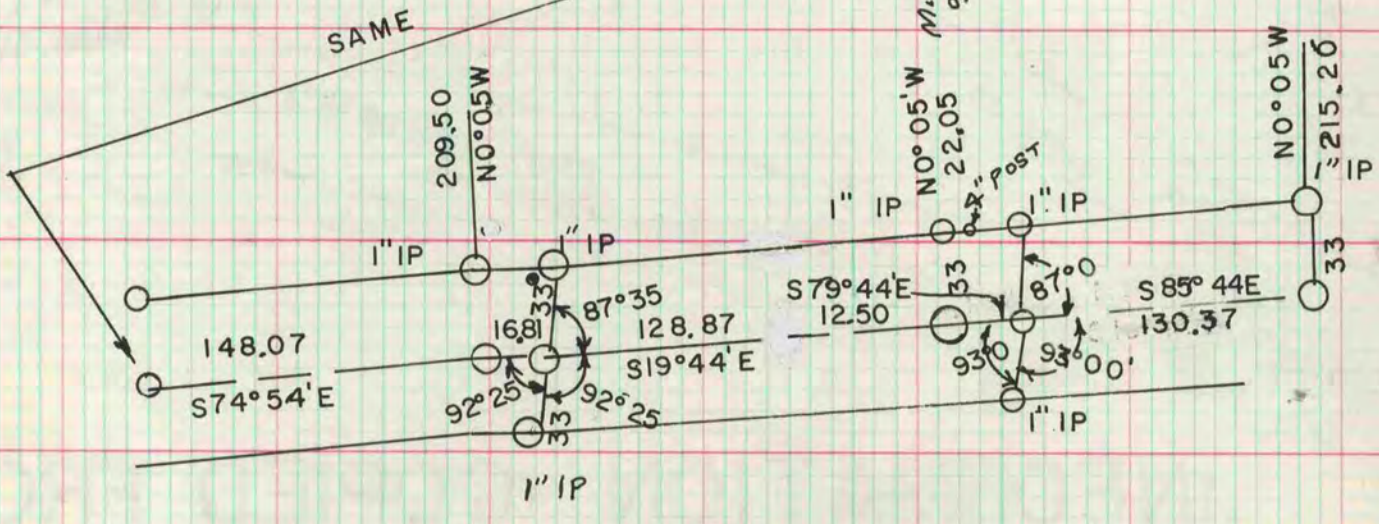 SAME
209.50
N0°05W
N0°05'W
22.05
4" POST
N0°05W
215.26
1" IP
1" IP
1" IP
1" IP
1" IP
33
87°35
148.07
S74°54'E
16.81
128.87
S19°44'E
92°25
92°25
33
1" IP
S79°44'E
12.50
33
87°0
S85°44E
130.37
33
93°0
93°00'
1" IP